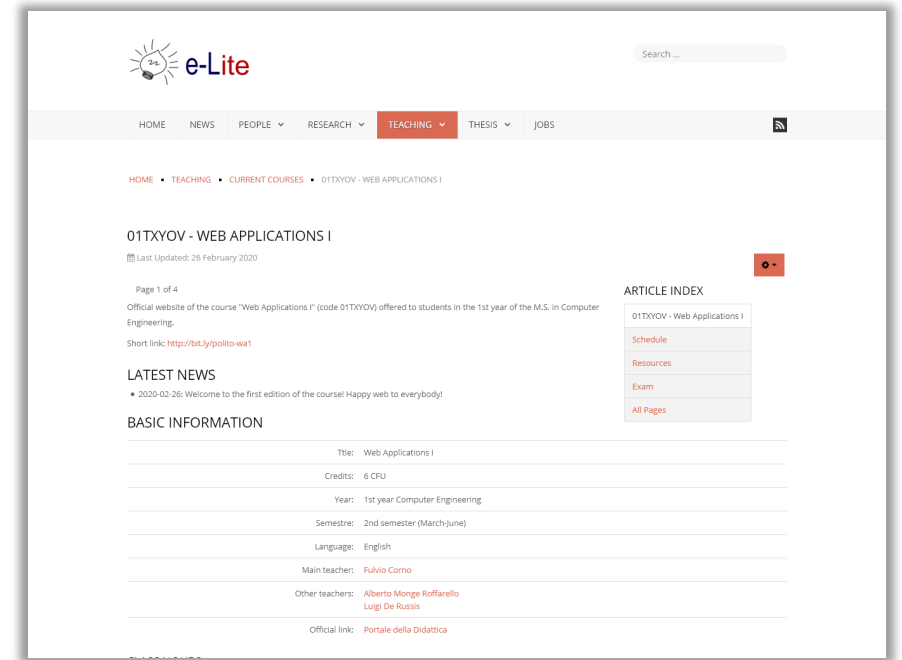 e-Lite
Search ...
HOME NEWS PEOPLE RESEARCH TEACHING THESIS JOBS
HOME ▪ TEACHING ▪ CURRENT COURSES ▪ 01TXYOV - WEB APPLICATIONS I
01TXYOV - WEB APPLICATIONS I
Last Updated: 26 February 2020
Page 1 of 4
Official website of the course "Web Applications I" (code 01TXYOV) offered to students in the 1st year of the M.S. in Computer
Engineering.
Short link: http://bit.ly/polito-wa1
ARTICLE INDEX
01TXYOV - Web Applications I
Schedule
Resources
Exam
All Pages
LATEST NEWS
• 2020-02-26: Welcome to the first edition of the course! Happy web to everybody!
BASIC INFORMATION
Ttle: Web Applications I
Credits: 6 CFU
Year: 1st year Computer Engineering
Semestre: 2nd semester (March-June)
Language: English
Main teacher: Fulvio Corno
Other teachers: Alberto Monge Roffarello
Luigi De Russis
Official link: Portale della Didattica